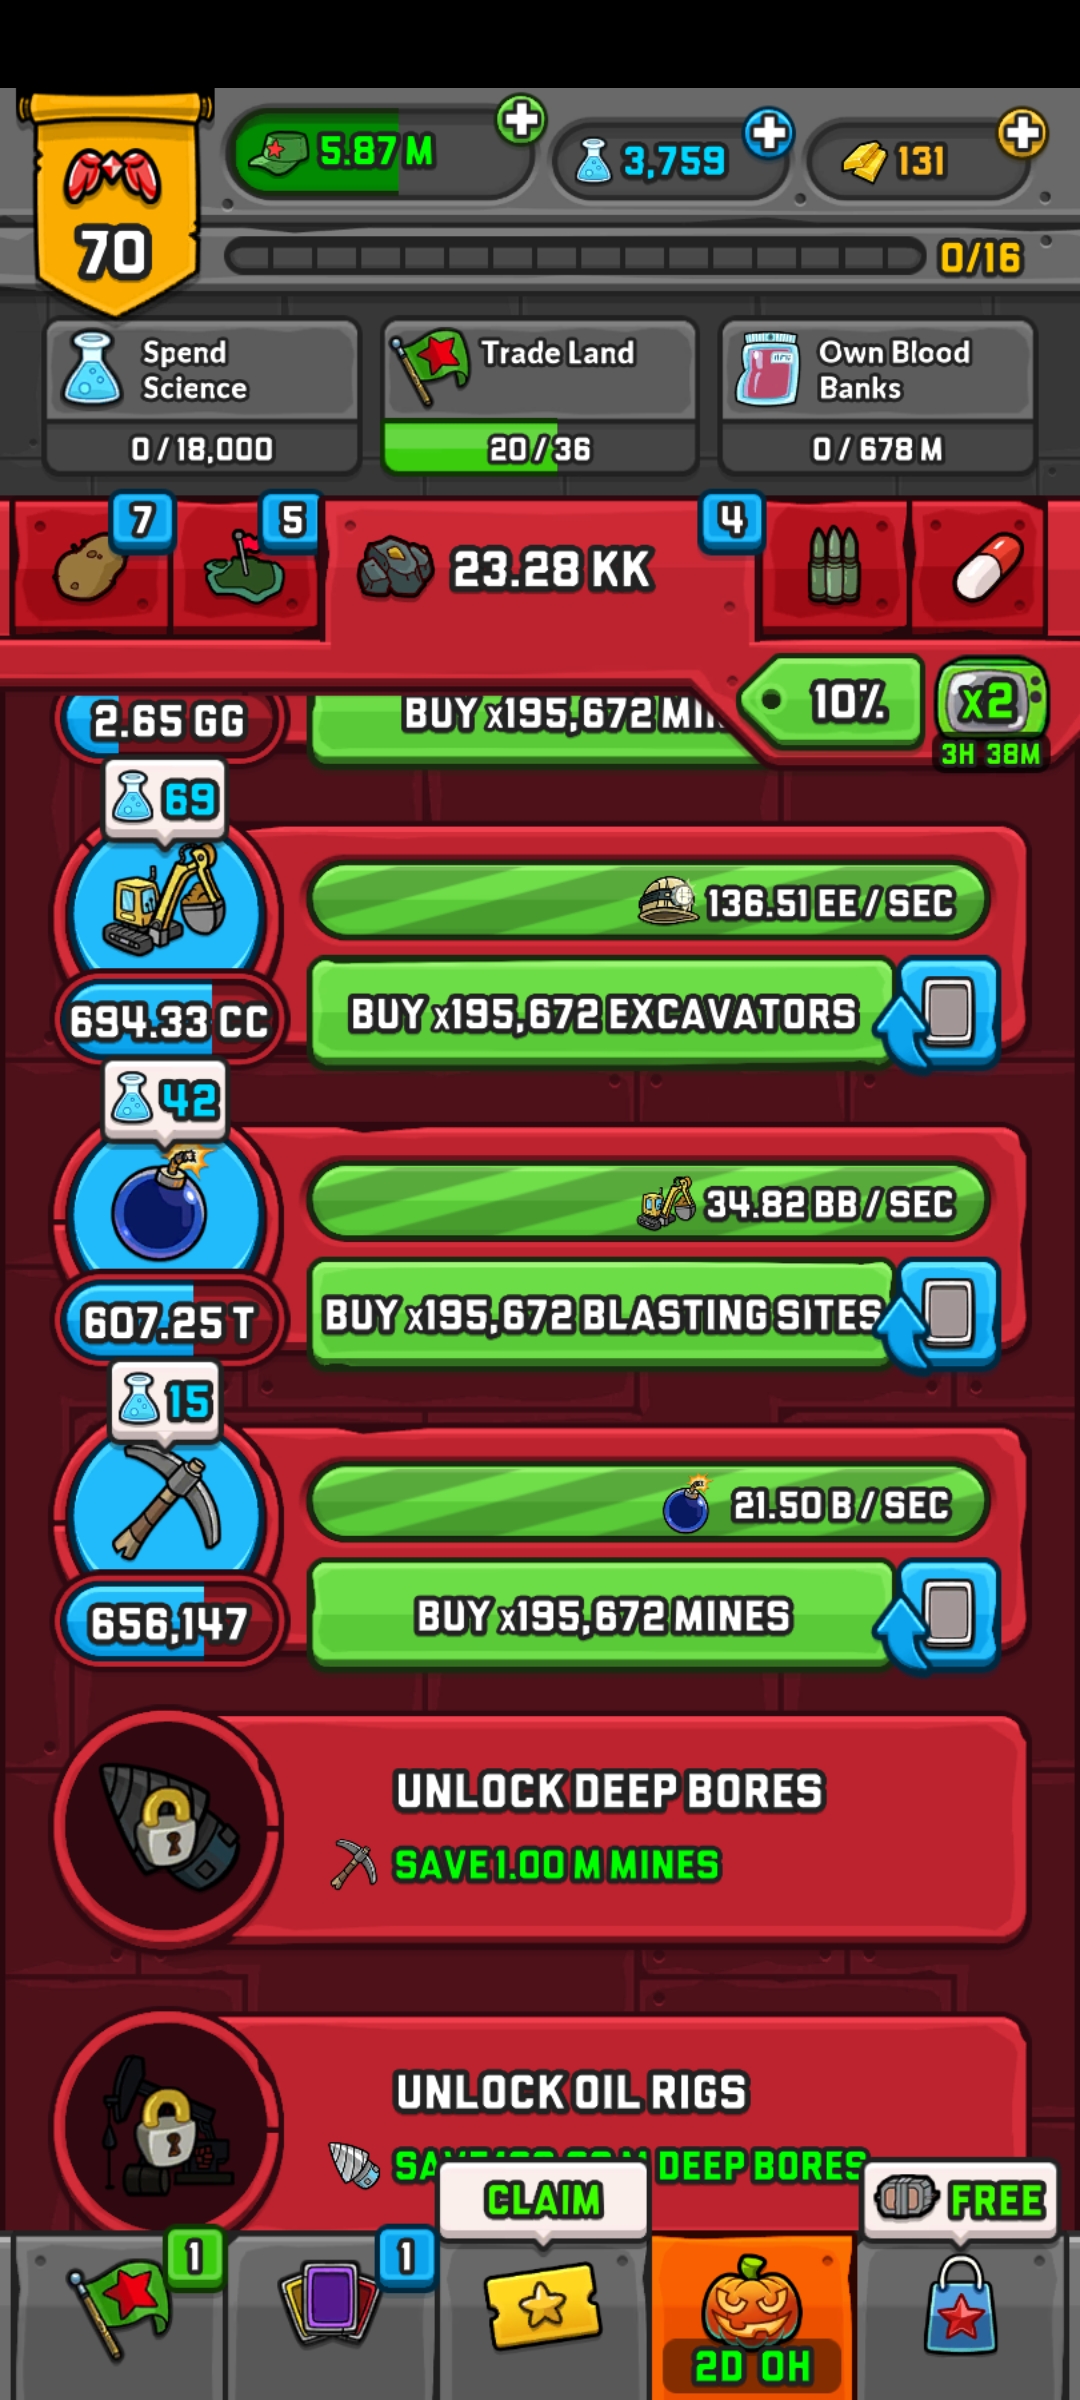 70
5.87 M
3,759
131
0/16
Spend
Science
0 / 18,000
Trade Land
20 / 36
Own Blood
Banks
0 / 678 M
7
5
23.28 KK
4
10%
x2
3H 38M
2.65 GG
BUY x195,672
69
136.51 EE / SEC
694.33 CC
BUY x195,672 EXCAVATORS
42
34.82 BB / SEC
607.25 T
BUY x195,672 BLASTING SITES
15
21.50 B / SEC
656,147
BUY x195,672 MINES
UNLOCK DEEP BORES
SAVE 1.00 M MINES
UNLOCK OIL RIGS
DEEP BORES
CLAIM
FREE
1
1
2D 0H